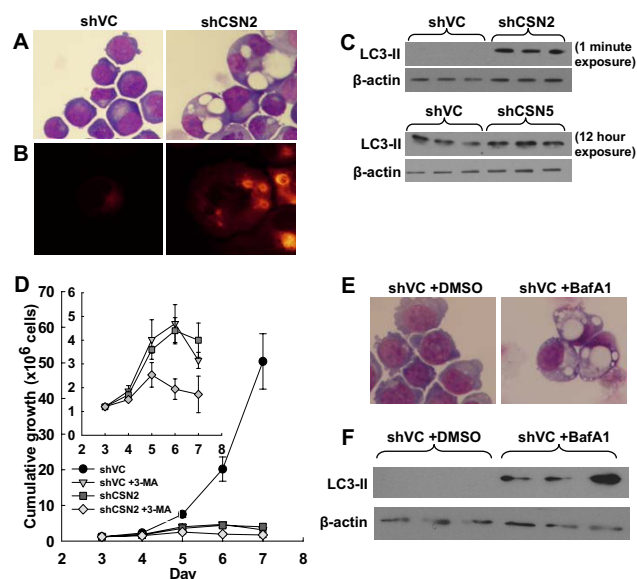 A
shVC
shCSN2
B
C
shVC
shCSN2
LC3-II
(1 minute
exposure)
β-actin
shVC
shCSN5
LC3-II
(12 hour
exposure)
β-actin
D
Cumulative growth (x10⁶ cells)
60
50
40
30
20
10
0
6
5
4
3
2
1
2 3 4 5 6 7 8
shVC
shVC +3-MA
shCSN2
shCSN2 +3-MA
2 3 4 5 6 7 8
Day
E
shVC +DMSO
shVC +BafA1
F
shVC +DMSO
shVC +BafA1
LC3-II
β-actin